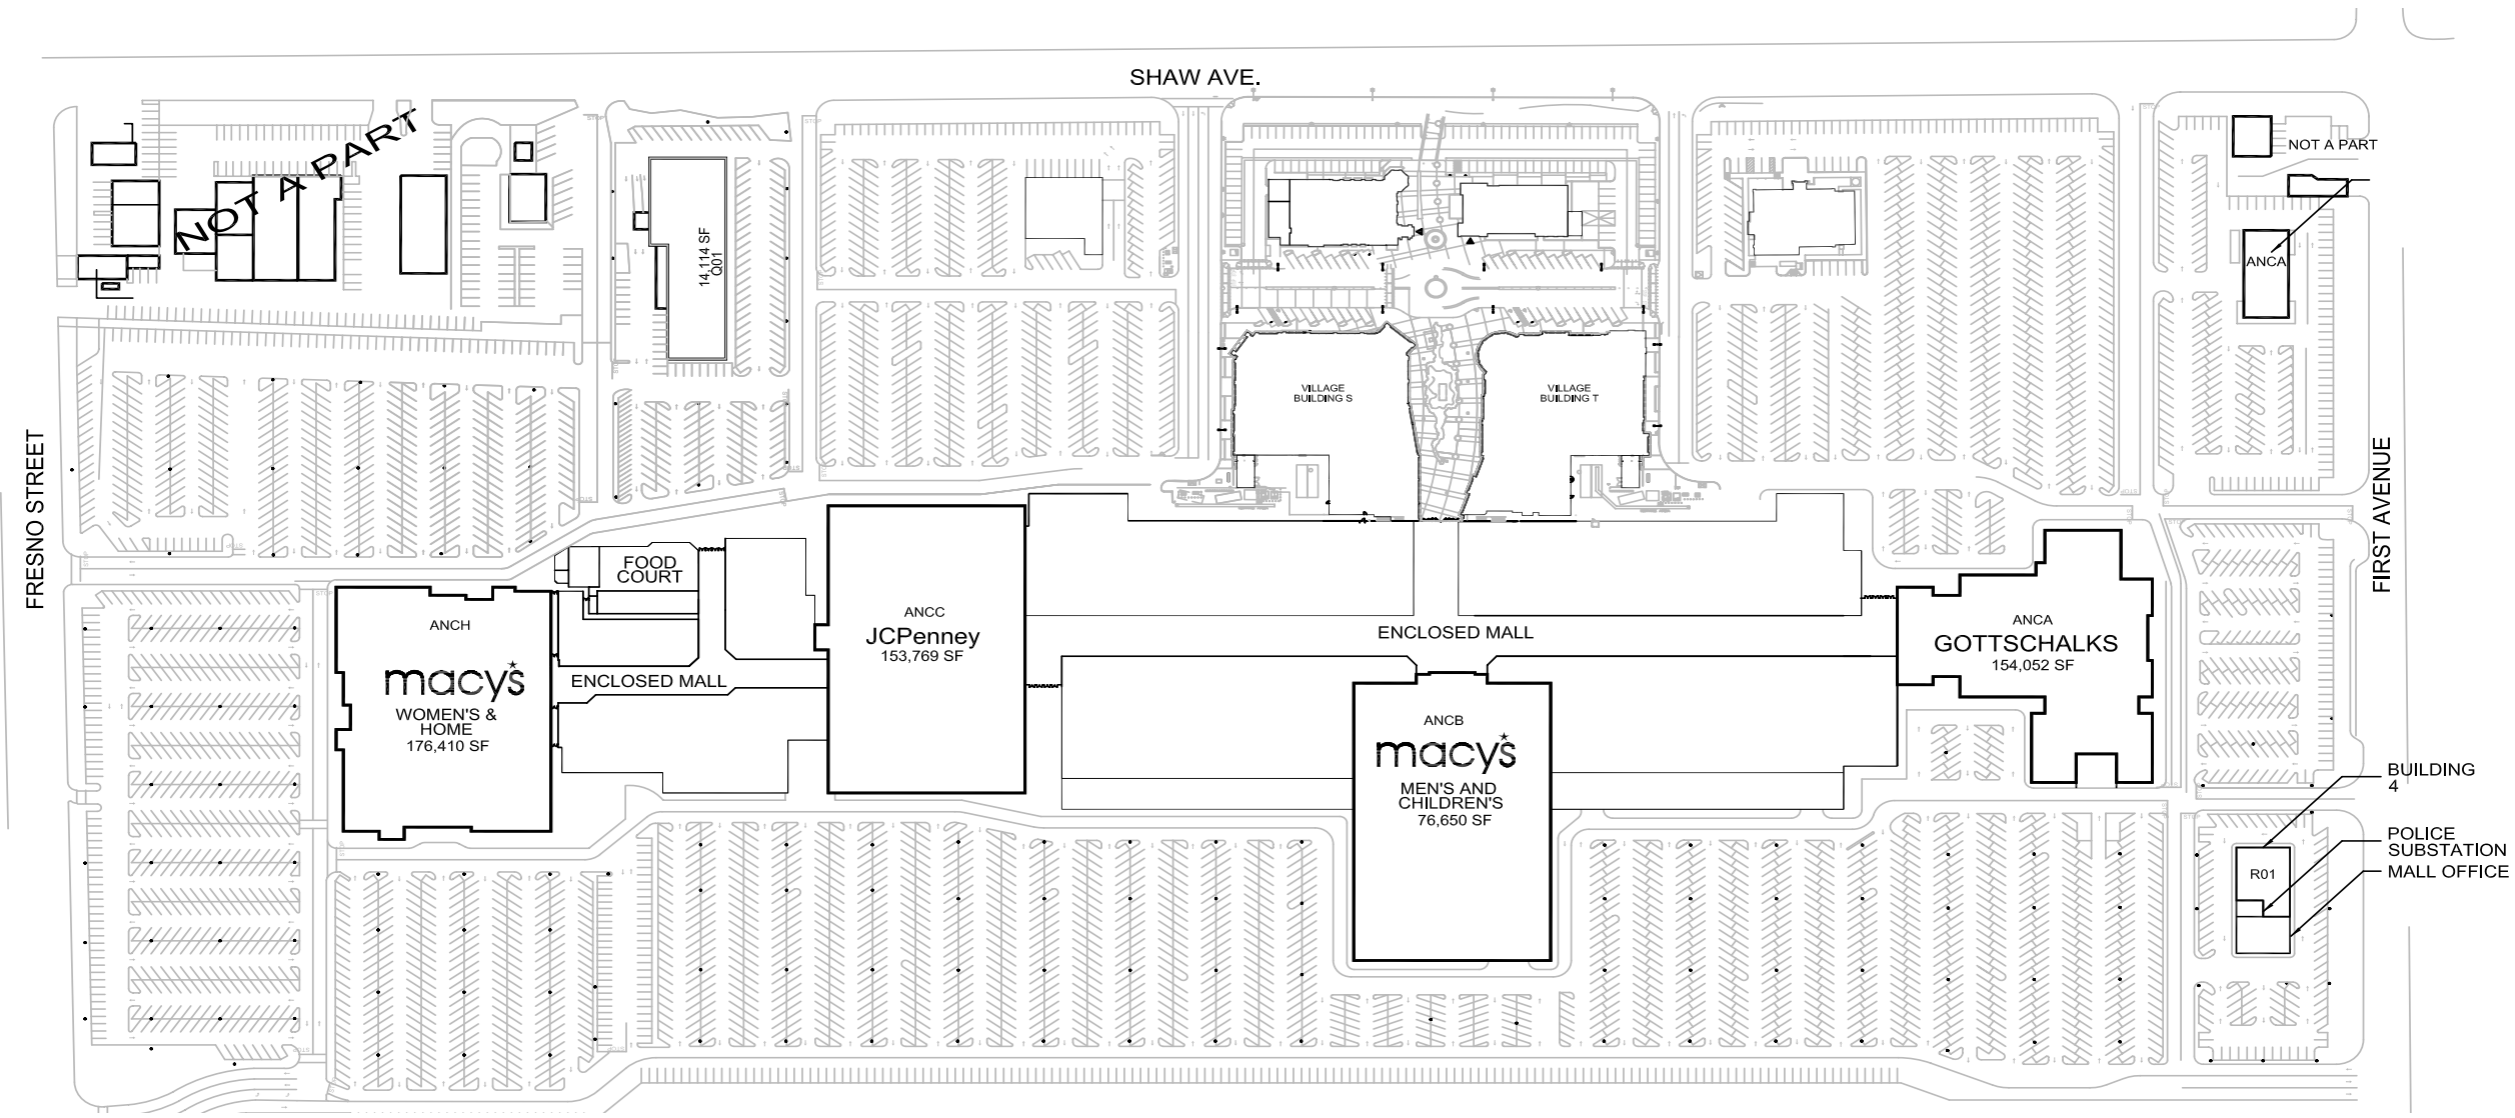 SHAW AVE.
NOT A PART
NOT A PART
14,114 SF
Q01
ANCA
VILLAGE
BUILDING S
VILLAGE
BUILDING T
FRESNO STREET
FIRST AVENUE
FOOD
COURT
ANCH
macy's
WOMEN'S &
HOME
176,410 SF
ENCLOSED MALL
ANCC
JCPenney
153,769 SF
ENCLOSED MALL
ANCB
macy's
MEN'S AND
CHILDREN'S
76,650 SF
ANCA
GOTTSCHALKS
154,052 SF
BUILDING
4
POLICE
SUBSTATION
MALL OFFICE
R01